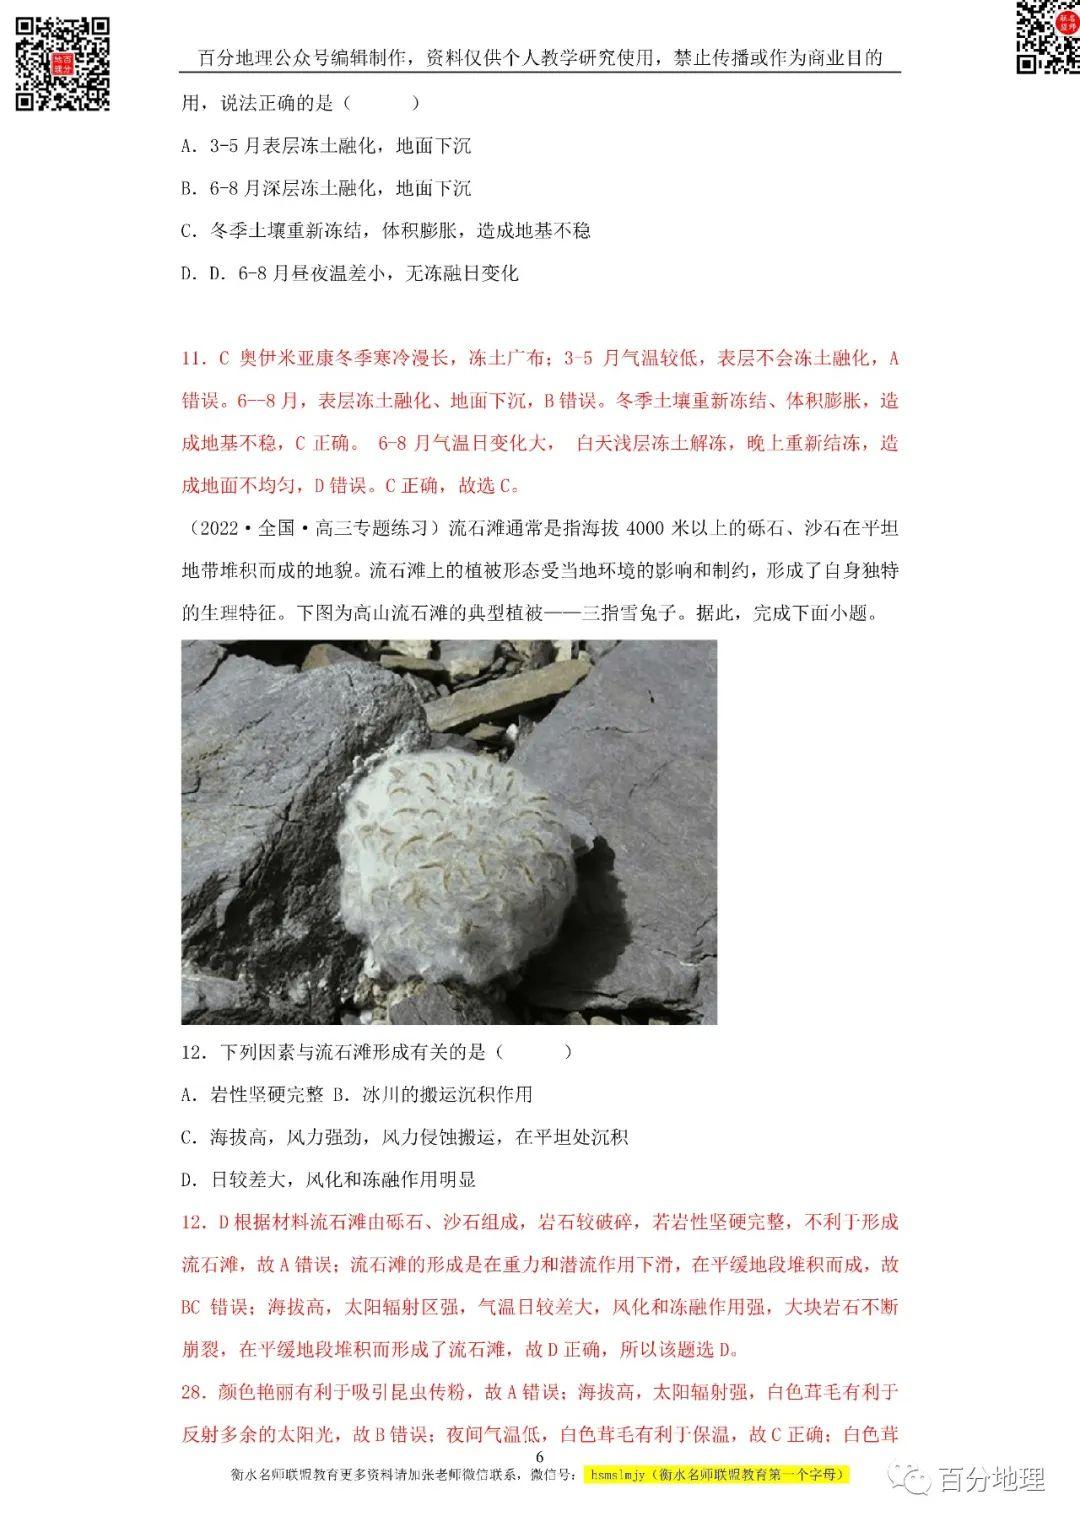 百分地理公众号编辑制作，资料仅供个人教学研究使用，禁止传播或作为商业目的
用，说法正确的是（　　）
A．3-5月表层冻土融化，地面下沉
B．6-8月深层冻土融化，地面下沉
C．冬季土壤重新冻结，体积膨胀，造成地基不稳
D．D．6-8月昼夜温差小，无冻融日变化
11．C 奥伊米亚康冬季寒冷漫长，冻土广布；3-5 月气温较低，表层不会冻土融化，A
错误。6--8月，表层冻土融化、地面下沉，B错误。冬季土壤重新冻结、体积膨胀，造
成地基不稳，C 正确。 6-8 月气温日变化大， 白天浅层冻土解冻，晚上重新结冻，造
成地面不均匀，D错误。C正确，故选C。
（2022·全国·高三专题练习）流石滩通常是指海拔 4000 米以上的砾石、沙石在平坦
地带堆积而成的地貌。流石滩上的植被形态受当地环境的影响和制约，形成了自身独特
的生理特征。下图为高山流石滩的典型植被——三指雪兔子。据此，完成下面小题。
12．下列因素与流石滩形成有关的是（　　）
A．岩性坚硬完整 B．冰川的搬运沉积作用
C．海拔高，风力强劲，风力侵蚀搬运，在平坦处沉积
D．日较差大，风化和冻融作用明显
12．D根据材料流石滩由砾石、沙石组成，岩石较破碎，若岩性坚硬完整，不利于形成
流石滩，故A错误；流石滩的形成是在重力和潜流作用下滑，在平缓地段堆积而成，故
BC 错误；海拔高，太阳辐射区强，气温日较差大，风化和冻融作用强，大块岩石不断
崩裂，在平缓地段堆积而形成了流石滩，故D正确，所以该题选D。
28．颜色艳丽有利于吸引昆虫传粉，故A错误；海拔高，太阳辐射强，白色茸毛有利于
反射多余的太阳光，故B错误；夜间气温低，白色茸毛有利于保温，故C正确；白色茸
6
衡水名师联盟教育更多资料请加张老师微信联系，微信号： hsmslmjy（衡水名师联盟教育第一个字母）
百分地理